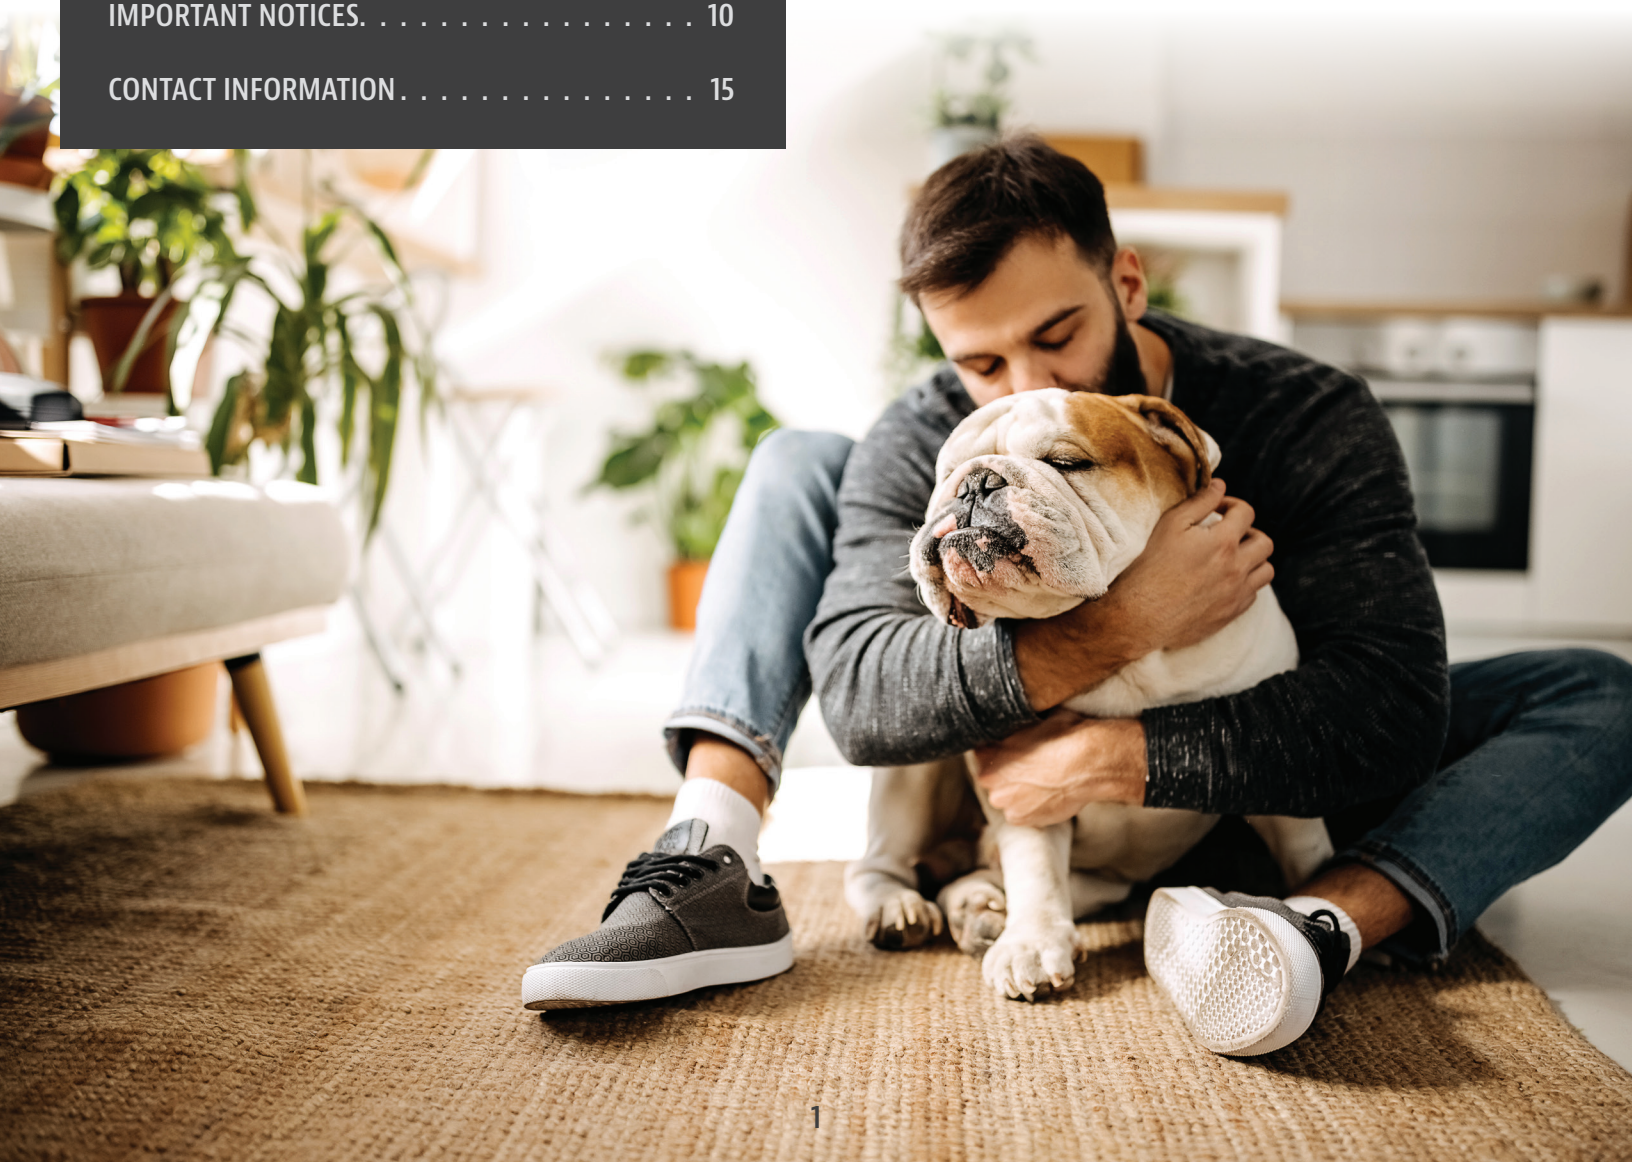 IMPORTANT NOTICES. . . . . . . . . . . . . . . . . 10
CONTACT INFORMATION . . . . . . . . . . . . . . . 15
1